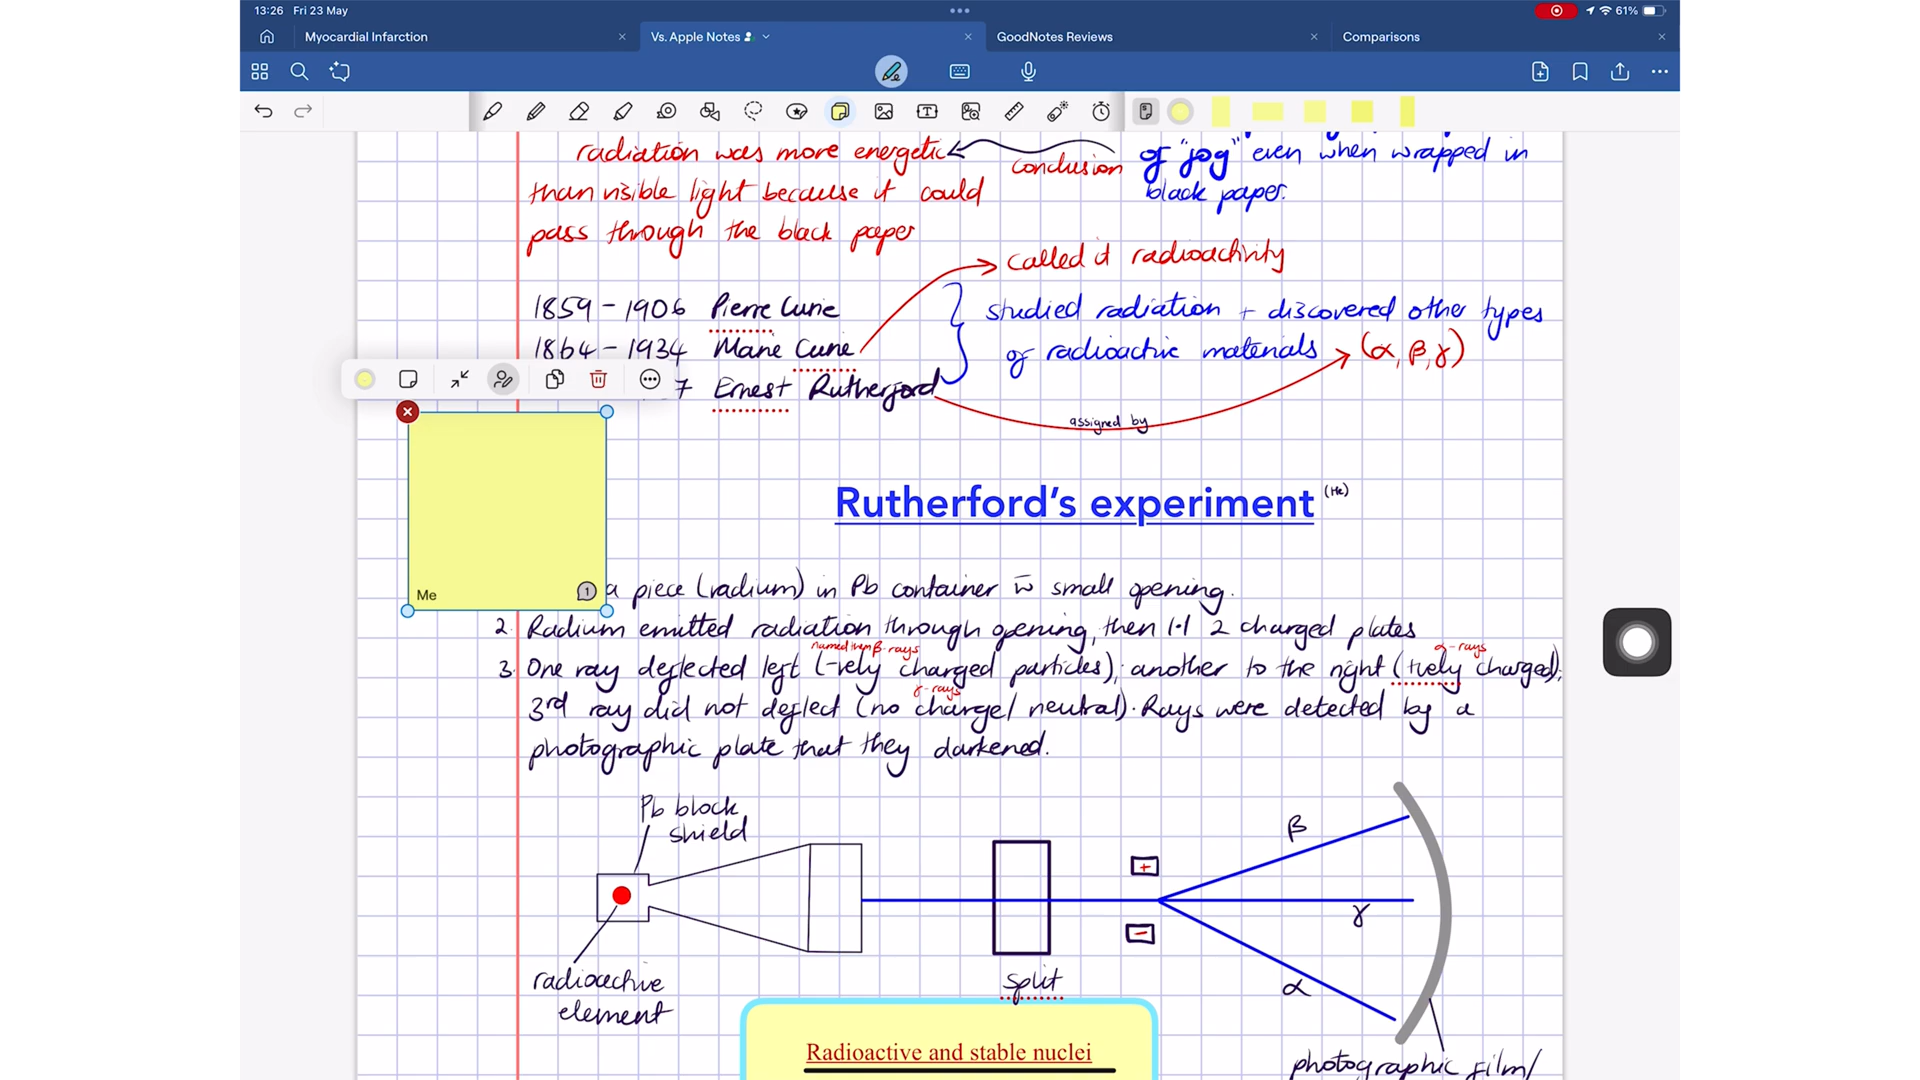 13:26 Fri 23 May
61%
Myocardial Infarction
Vs. Apple Notes
GoodNotes Reviews
Comparisons
radiation was more energetic
than visible light because it could
pass through the black paper
conclusion
of "jog" even when wrapped in
black paper.
called it radioactivity
1859-1906 Pierre Curie
1864-1934 Marie Curie
7 Ernest Rutherford
studied radiation + discovered other types
of radioactive materials
(α, β, γ)
assigned by
Rutherford's experiment (He)
Me
1
a piece (radium) in Pb container w̄ small opening.
2. Radium emitted radiation through opening, then 1·1 2 charged plates
named them β-rays
α-rays
3. One ray deflected left (-vely charged particles); another to the right (+vely charged);
γ-rays
3rd ray did not deflect (no charge/ neutral). Rays were detected by a
photographic plate that they darkened.
Pb block
shield
radioactive
element
split
+
-
β
γ
α
photographic film/
Radioactive and stable nuclei